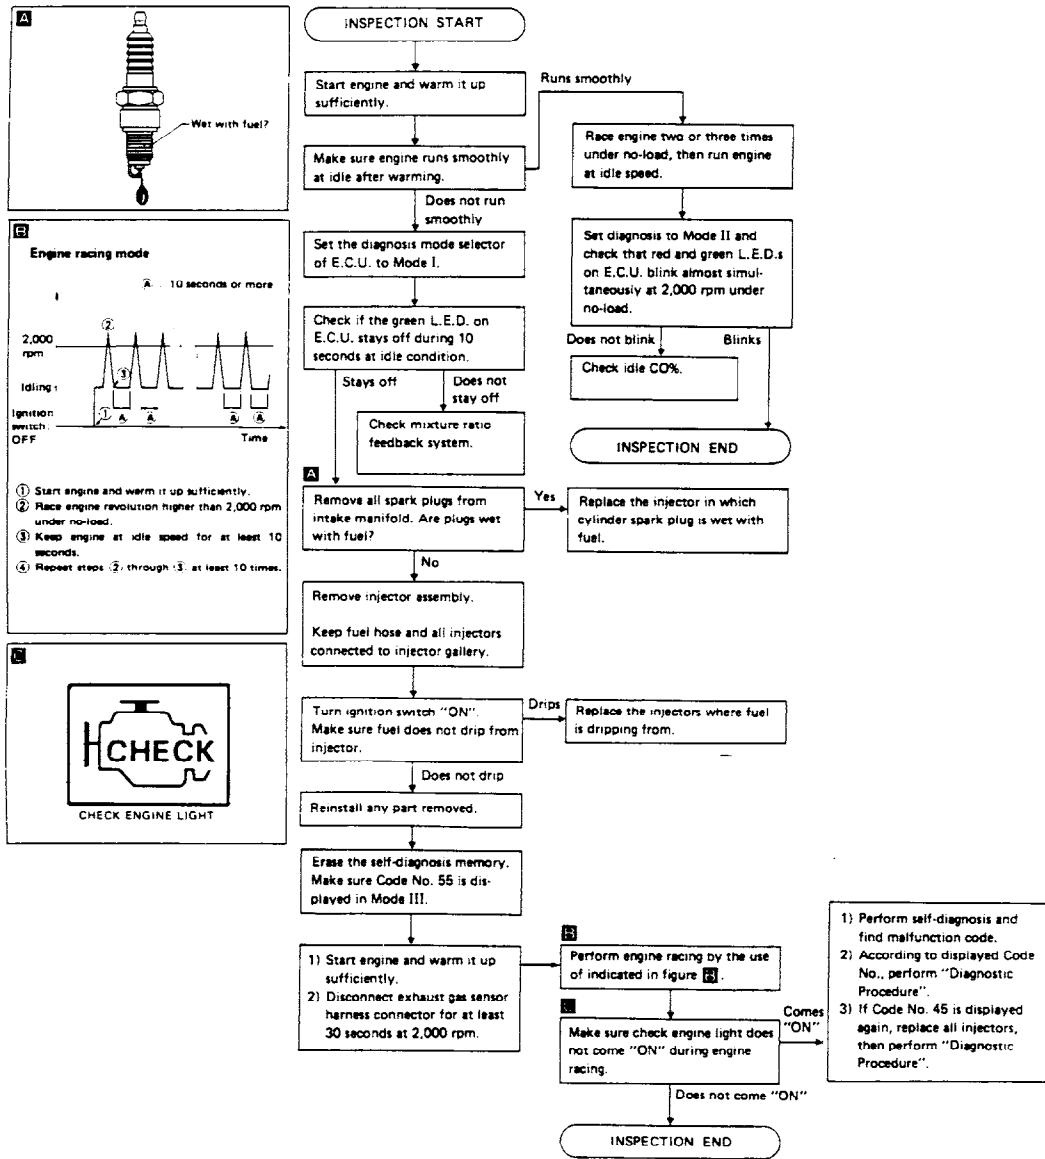 A
Wet with fuel?
B
Engine racing mode
A : 10 seconds or more
2,000
rpm
②
③
Idling
①
A
A
A
A
Ignition
switch
OFF
Time
① Start engine and warm it up sufficiently.
② Race engine revolution higher than 2,000 rpm
under no-load.
③ Keep engine at idle speed for at least 10
seconds.
④ Repeat steps ② through ③ at least 10 times.
CHECK
CHECK ENGINE LIGHT
INSPECTION START
Start engine and warm it up
sufficiently.
Runs smoothly
Make sure engine runs smoothly
at idle after warming.
Race engine two or three times
under no-load, then run engine
at idle speed.
Does not run
smoothly
Set the diagnosis mode selector
of E.C.U. to Mode I.
Set diagnosis to Mode II and
check that red and green L.E.D.s
on E.C.U. blink almost simul-
taneously at 2,000 rpm under
no-load.
Check if the green L.E.D. on
E.C.U. stays off during 10
seconds at idle condition.
Does not blink
Blinks
Check idle CO%.
Stays off
Does not
stay off
Check mixture ratio
feedback system.
INSPECTION END
A
Remove all spark plugs from
intake manifold. Are plugs wet
with fuel?
Yes
Replace the injector in which
cylinder spark plug is wet with
fuel.
No
Remove injector assembly.
Keep fuel hose and all injectors
connected to injector gallery.
Turn ignition switch "ON".
Make sure fuel does not drip from
injector.
Drips
Replace the injectors where fuel
is dripping from.
Does not drip
Reinstall any part removed.
Erase the self-diagnosis memory.
Make sure Code No. 55 is dis-
played in Mode III.
1) Start engine and warm it up
sufficiently.
2) Disconnect exhaust gas sensor
harness connector for at least
30 seconds at 2,000 rpm.
B
Perform engine racing by the use
of indicated in figure B .
Make sure check engine light does
not come "ON" during engine
racing.
Comes
"ON"
1) Perform self-diagnosis and
find malfunction code.
2) According to displayed Code
No., perform "Diagnostic
Procedure".
3) If Code No. 45 is displayed
again, replace all injectors,
then perform "Diagnostic
Procedure".
Does not come "ON"
INSPECTION END